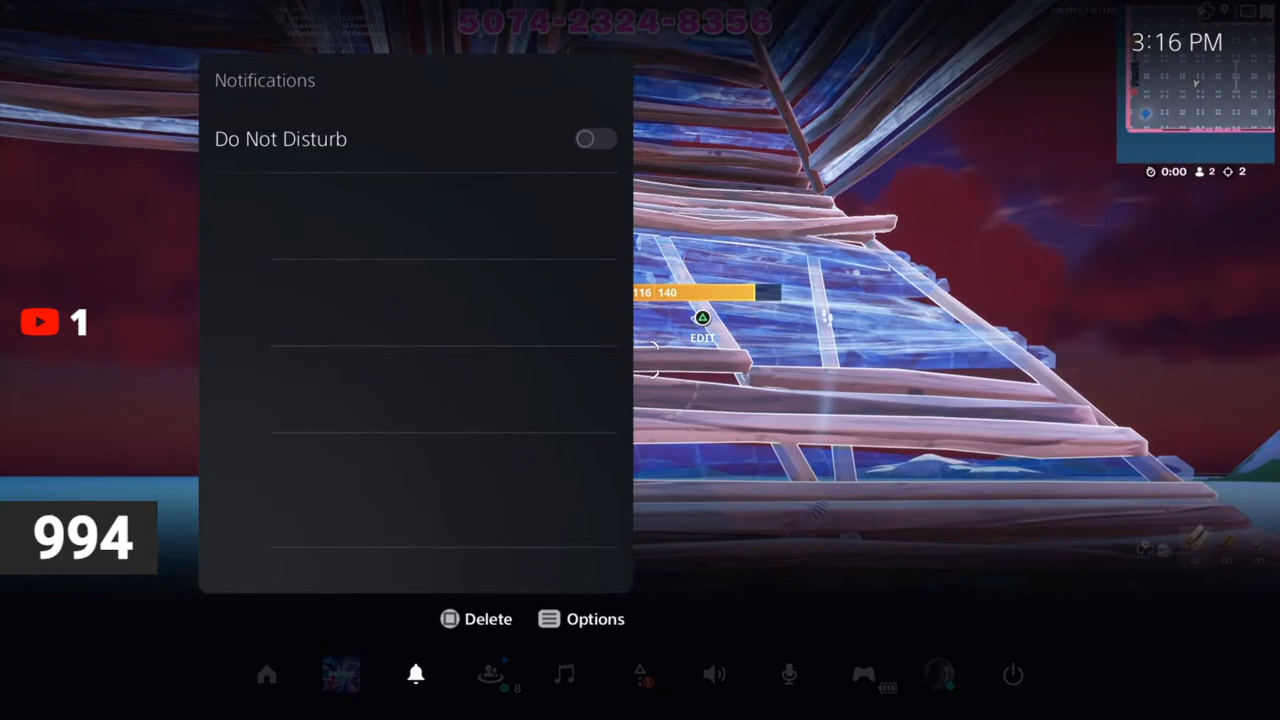 5074-2324-8356
3:16 PM
Notifications
Do Not Disturb
0:00 2 2
1
116 140
EDIT
994
Delete Options
8